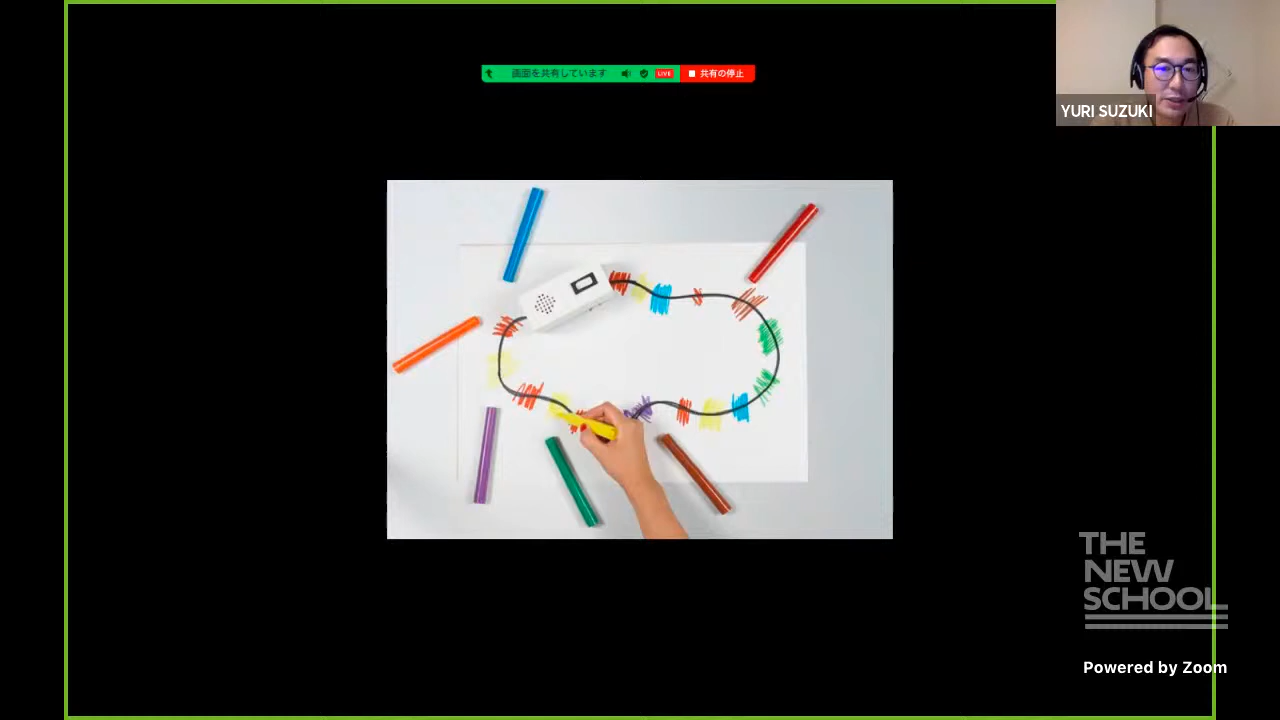 画面を共有しています
LIVE
共有の停止
YURI SUZUKI
THE
NEW
SCHOOL
Powered by Zoom